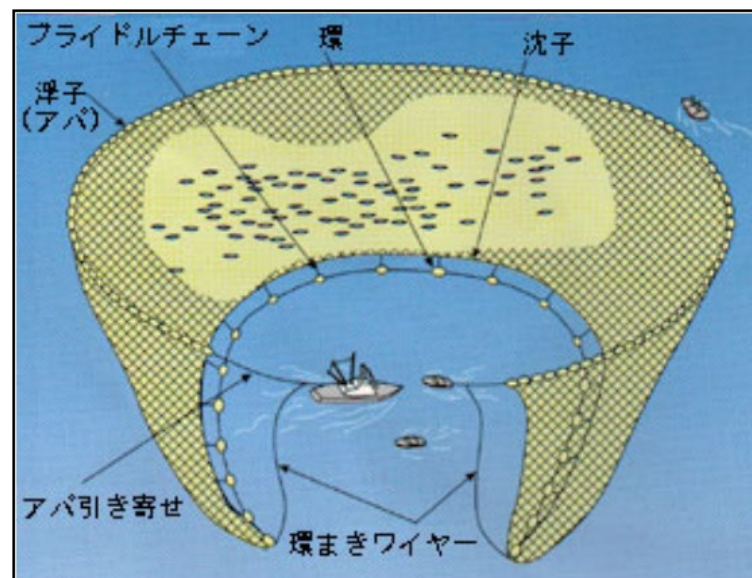 ブライドルチェーン
環
沈子
浮子
(アバ)
アバ引き寄せ
環まきワイヤー